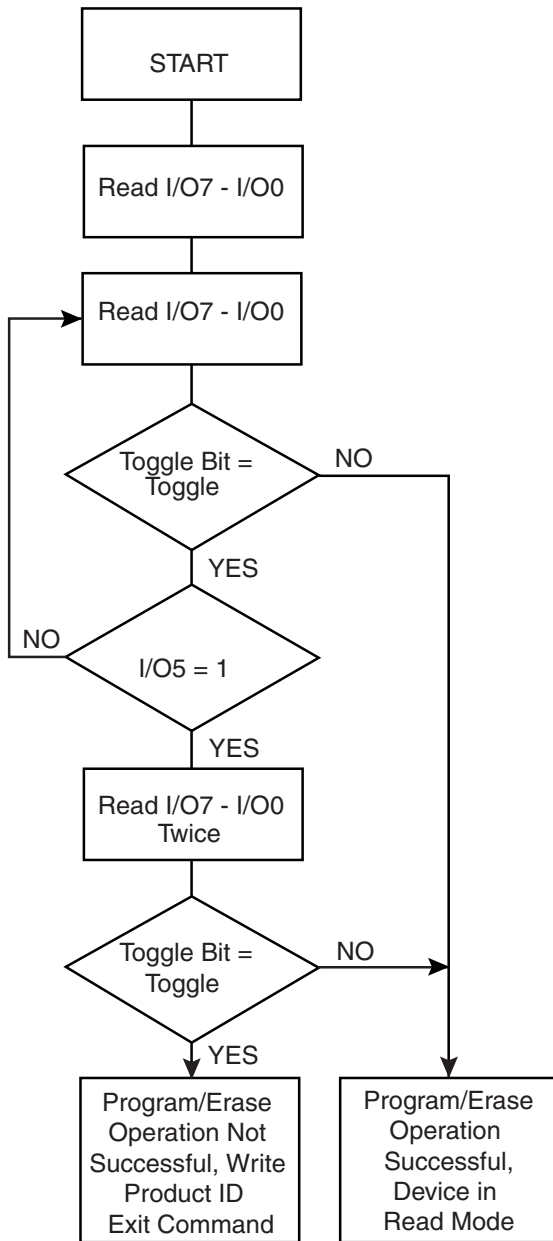 START
Read I/O7 - I/O0
Read I/O7 - I/O0
Toggle Bit =
Toggle
NO
YES
NO
I/O5 = 1
YES
Read I/O7 - I/O0
Twice
Toggle Bit =
Toggle
NO
YES
Program/Erase
Operation Not
Successful, Write
Product ID
Exit Command
Program/Erase
Operation
Successful,
Device in
Read Mode